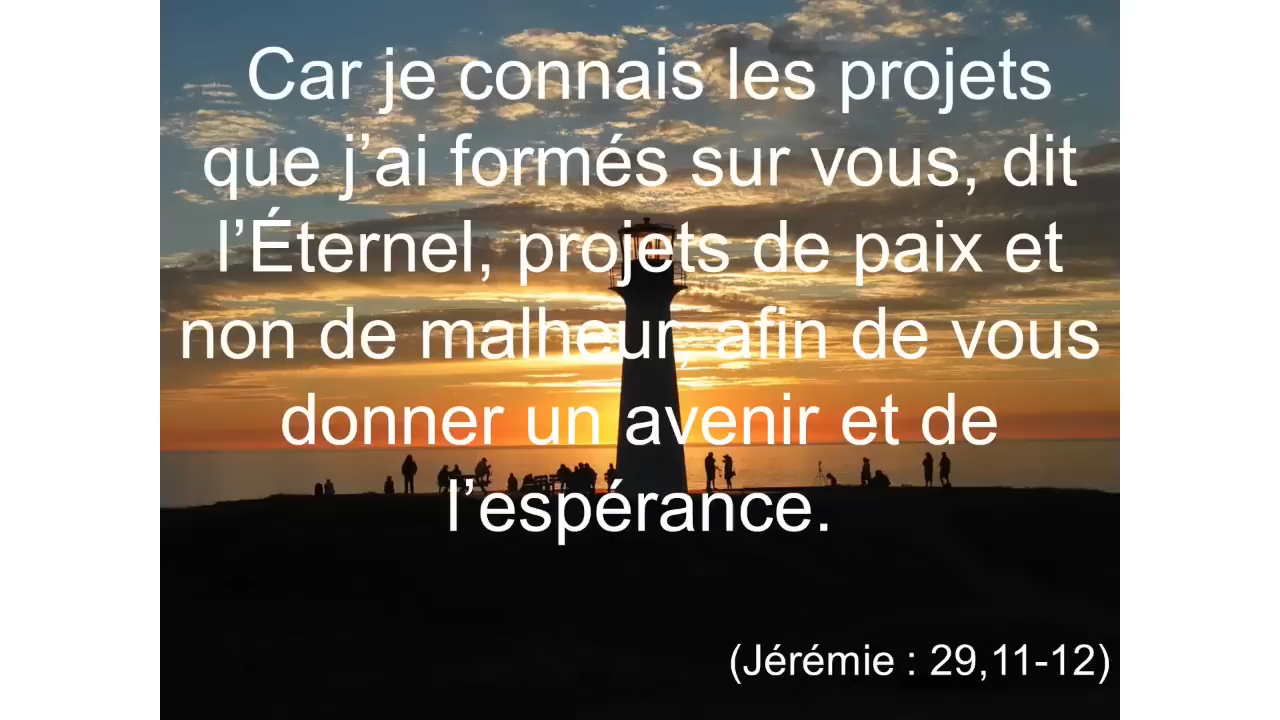 Car je connais les projets
que j’ai formés sur vous, dit
l’Éternel, projets de paix et
non de malheur, afin de vous
donner un avenir et de
l’espérance.
(Jérémie : 29,11-12)